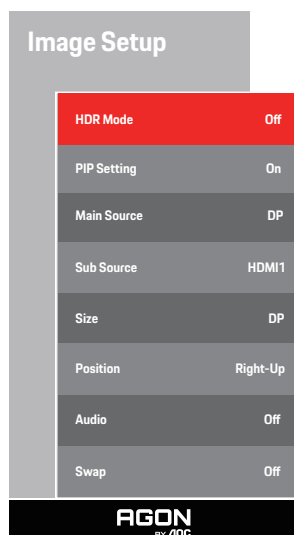 Image Setup
HDR Mode Off
PIP Setting On
Main Source DP
Sub Source HDMI1
Size DP
Position Right-Up
Audio Off
Swap Off
AGON
BY AOC